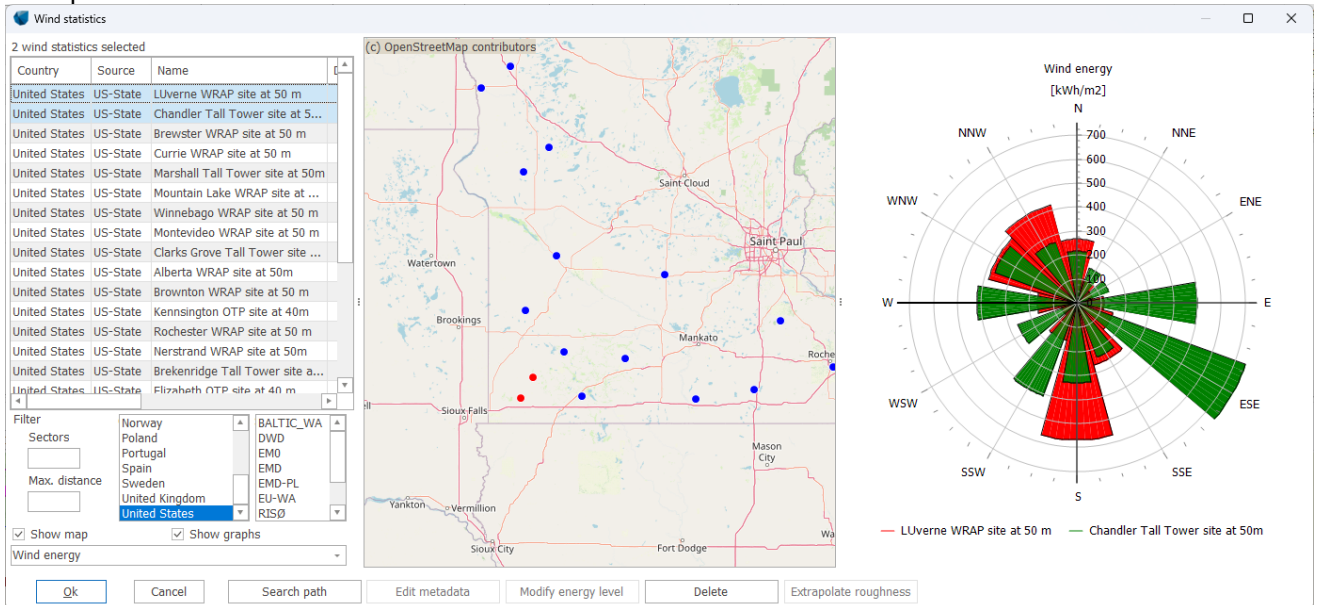 Wind statistics
2 wind statistics selected
Country Source Name
United States US-State LUverne WRAP site at 50 m
United States US-State Chandler Tall Tower site at 5...
United States US-State Brewster WRAP site at 50 m
United States US-State Currie WRAP site at 50 m
United States US-State Marshall Tall Tower site at 50m
United States US-State Mountain Lake WRAP site at ...
United States US-State Winnebago WRAP site at 50 m
United States US-State Montevideo WRAP site at 50 m
United States US-State Clarks Grove Tall Tower site ...
United States US-State Alberta WRAP site at 50m
United States US-State Brownton WRAP site at 50 m
United States US-State Kennsington OTP site at 40m
United States US-State Rochester WRAP site at 50 m
United States US-State Nerstrand WRAP site at 50m
United States US-State Brekenridge Tall Tower site a...
United States US-State Elizabeth OTP site at 40 m
Filter
Sectors
Max. distance
Norway
Poland
Portugal
Spain
Sweden
United Kingdom
United States
BALTIC_WA
DWD
EM0
EMD
EMD-PL
EU-WA
RISØ
Show map
Show graphs
Wind energy
Ok
Cancel
Search path
Edit metadata
Modify energy level
Delete
Extrapolate roughness
(c) OpenStreetMap contributors
Saint Cloud
Saint Paul
Watertown
Brookings
Mankato
Roche
Sioux Falls
Mason
City
Yankton
Vermillion
Sioux City
Fort Dodge
Wa
Wind energy
[kWh/m2]
N
NNW
NNE
700
600
500
400
300
200
100
0
WNW
ENE
W
E
WSW
ESE
SSW
SSE
S
LUverne WRAP site at 50 m
Chandler Tall Tower site at 50m